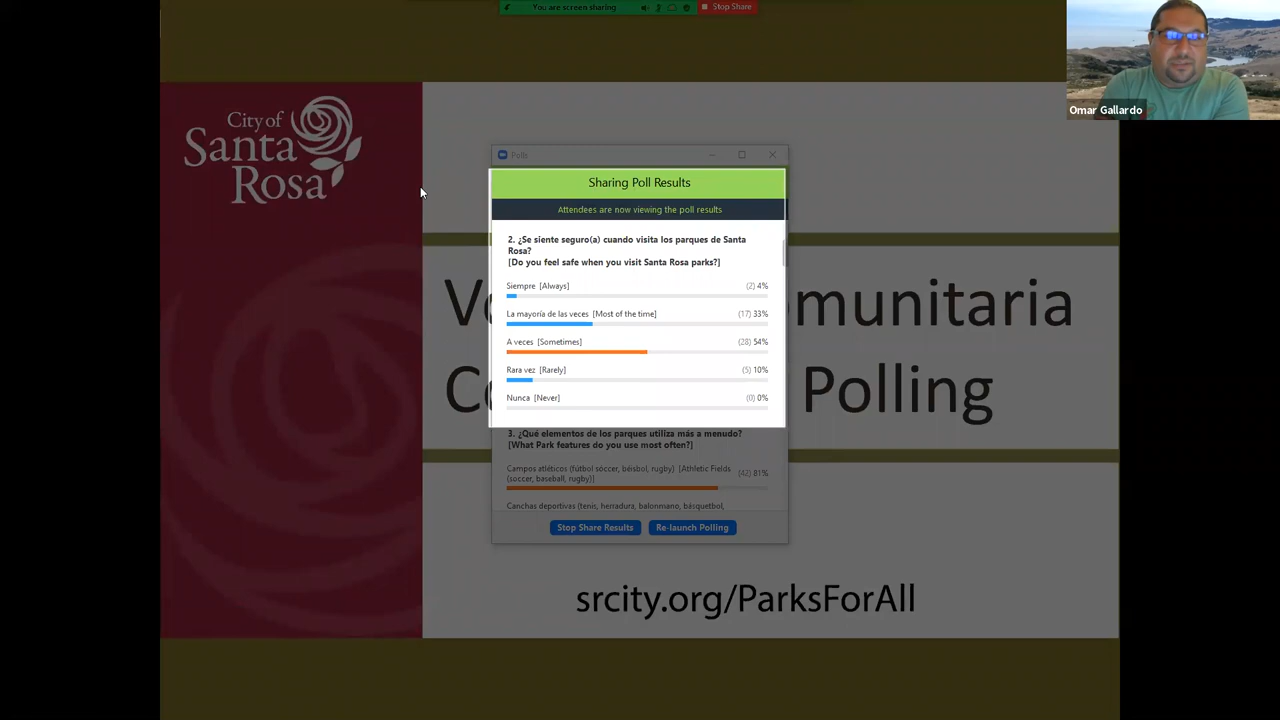 You are screen sharing
Stop Share
Omar Gallardo
City of
Santa
Rosa
Polls
Sharing Poll Results
Attendees are now viewing the poll results
2. ¿Se siente seguro(a) cuando visita los parques de Santa
Rosa?
[Do you feel safe when you visit Santa Rosa parks?]
Siempre [Always] (2) 4%
La mayoría de las veces [Most of the time] (17) 33%
A veces [Sometimes] (28) 54%
Rara vez [Rarely] (5) 10%
Nunca [Never] (0) 0%
omunitaria
Polling
3. ¿Qué elementos de los parques utiliza más a menudo?
[What Park features do you use most often?]
Campos atléticos (fútbol sóccer, béisbol, rugby) [Athletic Fields
(soccer, baseball, rugby)] (42) 81%
Canchas deportivas (tenis, herradura, balonmano, básquetbol,
Stop Share Results
Re-launch Polling
srcity.org/ParksForAll